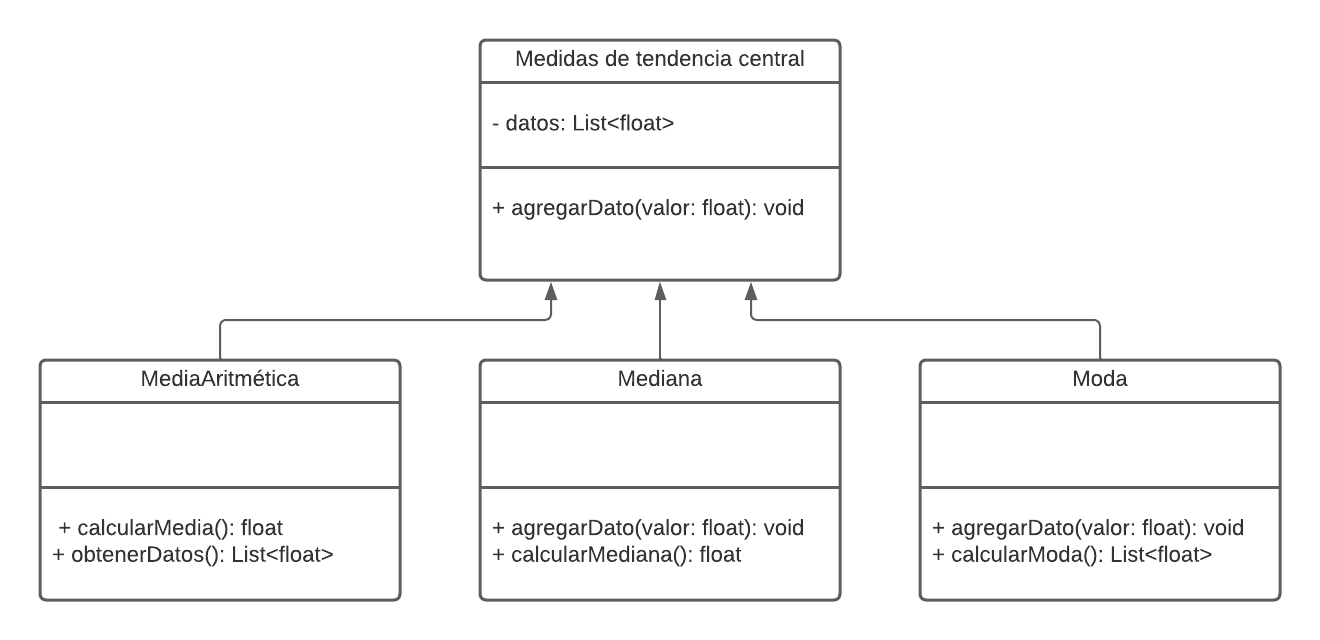 Medidas de tendencia central
- datos: List<float>
+ agregarDato(valor: float): void
MediaAritmética
+ calcularMedia(): float
+ obtenerDatos(): List<float>
Mediana
+ agregarDato(valor: float): void
+ calcularMediana(): float
Moda
+ agregarDato(valor: float): void
+ calcularModa(): List<float>